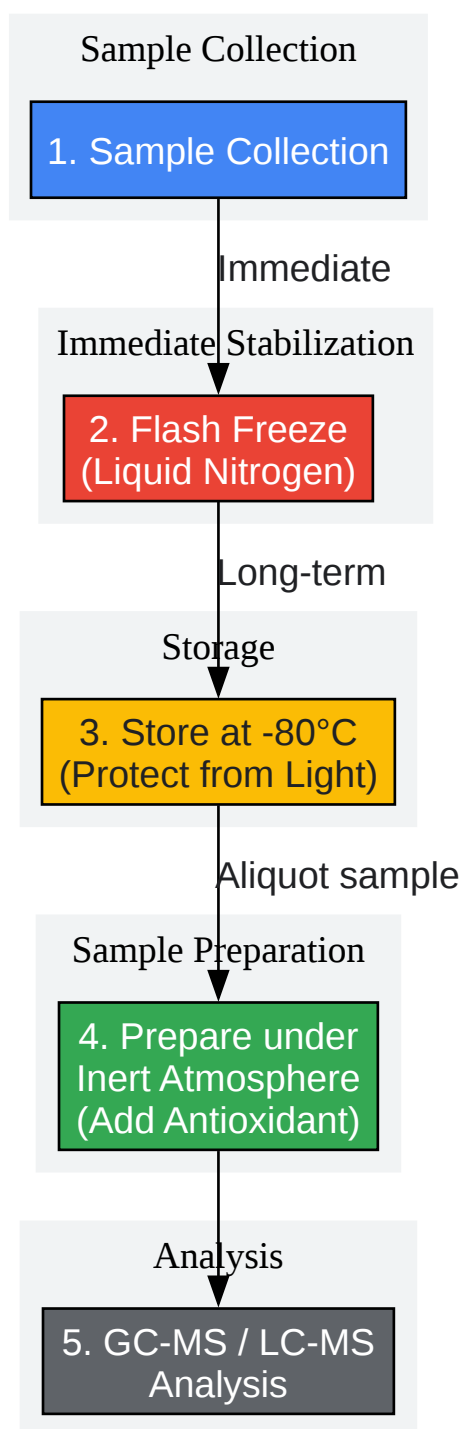 Sample Collection
1. Sample Collection
Immediate
Immediate Stabilization
2. Flash Freeze
(Liquid Nitrogen)
Long-term
Storage
3. Store at -80°C
(Protect from Light)
Aliquot sample
Sample Preparation
4. Prepare under
Inert Atmosphere
(Add Antioxidant)
Analysis
5. GC-MS / LC-MS
Analysis